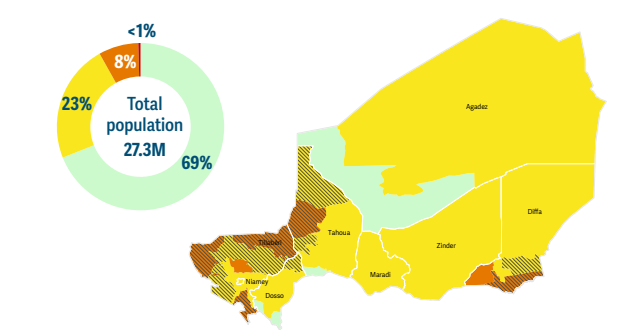 <1%
8%
23%
Total
population
27.3M
69%
Agadez
Diffa
Tahoua
Tillabéri
Zinder
Maradi
Niamey
Dosso